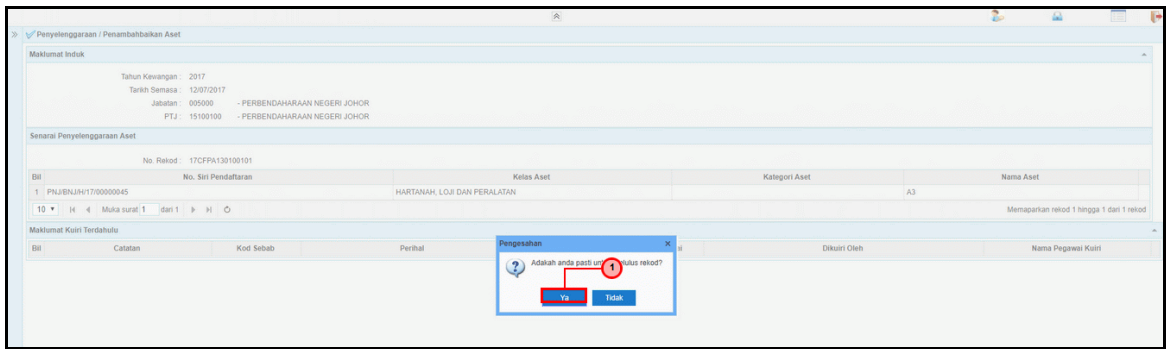 Penyelenggaraan / Penambahbaikan Aset
Maklumat Induk
Tahun Kewangan : 2017
Tarikh Semasa : 12/07/2017
Jabatan : 005000 - PERBENDAHARAAN NEGERI JOHOR
PTJ : 15100100 - PERBENDAHARAAN NEGERI JOHOR
Senarai Penyelenggaraan Aset
No. Rekod : 17CFPA130100101
Bil No. Siri Pendaftaran Kelas Aset Kategori Aset Nama Aset
1 PNJ/BNJ/H/17/00000045 HARTANAH, LOJI DAN PERALATAN A3
10 Muka surat 1 dari 1 Memaparkan rekod 1 hingga 1 dari 1 rekod
Maklumat Kuiri Terdahulu
Bil Catatan Kod Sebab Perihal Dikuiri Oleh Nama Pegawai Kuiri
Pengesahan
Adakah anda pasti rekod?
1
Ya Tidak